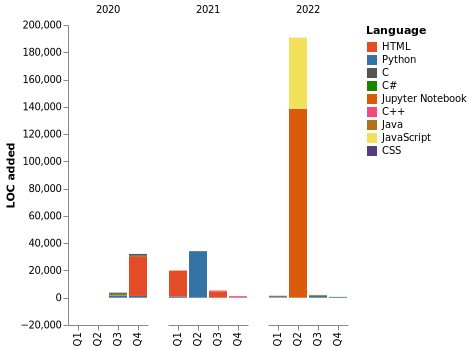 2020 2021 2022
LOC added
200,000
180,000
160,000
140,000
120,000
100,000
80,000
60,000
40,000
20,000
0
−20,000
Q1 Q2 Q3 Q4 Q1 Q2 Q3 Q4 Q1 Q2 Q3 Q4
Language
HTML
Python
C
C#
Jupyter Notebook
C++
Java
JavaScript
CSS